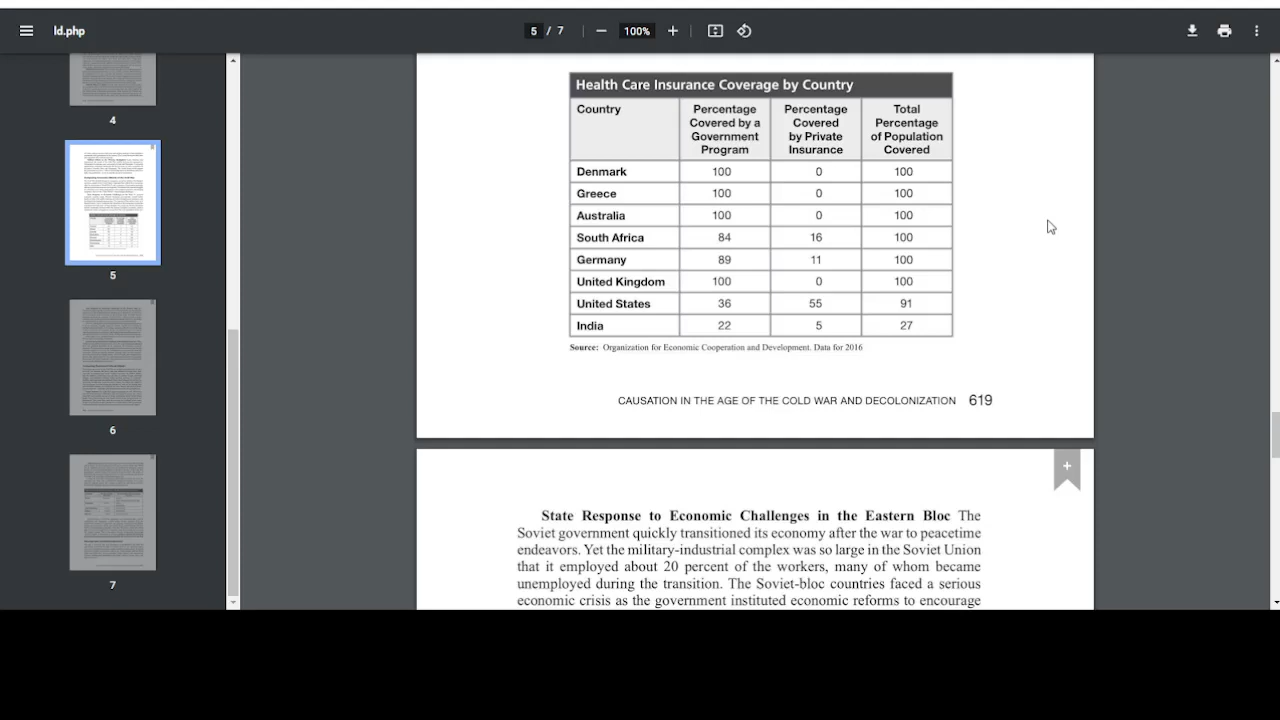 ld.php
5 / 7
100%
4
5
6
7
Health Care Insurance Coverage by Country
Country Percentage Covered by a Government Program Percentage Covered by Private Insurance Total Percentage of Population Covered
Denmark 100 0 100
Greece 100 0 100
Australia 100 0 100
South Africa 84 16 100
Germany 89 11 100
United Kingdom 100 0 100
United States 36 55 91
India 22 5 27
Source: Organization for Economic Cooperation and Development. Data for 2016
CAUSATION IN THE AGE OF THE COLD WAR AND DECOLONIZATION 619
State Response to Economic Challenges in the Eastern Bloc The
Soviet government quickly transitioned its economy after the war to peacetime
endeavors. Yet the military-industrial complex was so large in the Soviet Union
that it employed about 20 percent of the workers, many of whom became
unemployed during the transition. The Soviet-bloc countries faced a serious
economic crisis as the government instituted economic reforms to encourage